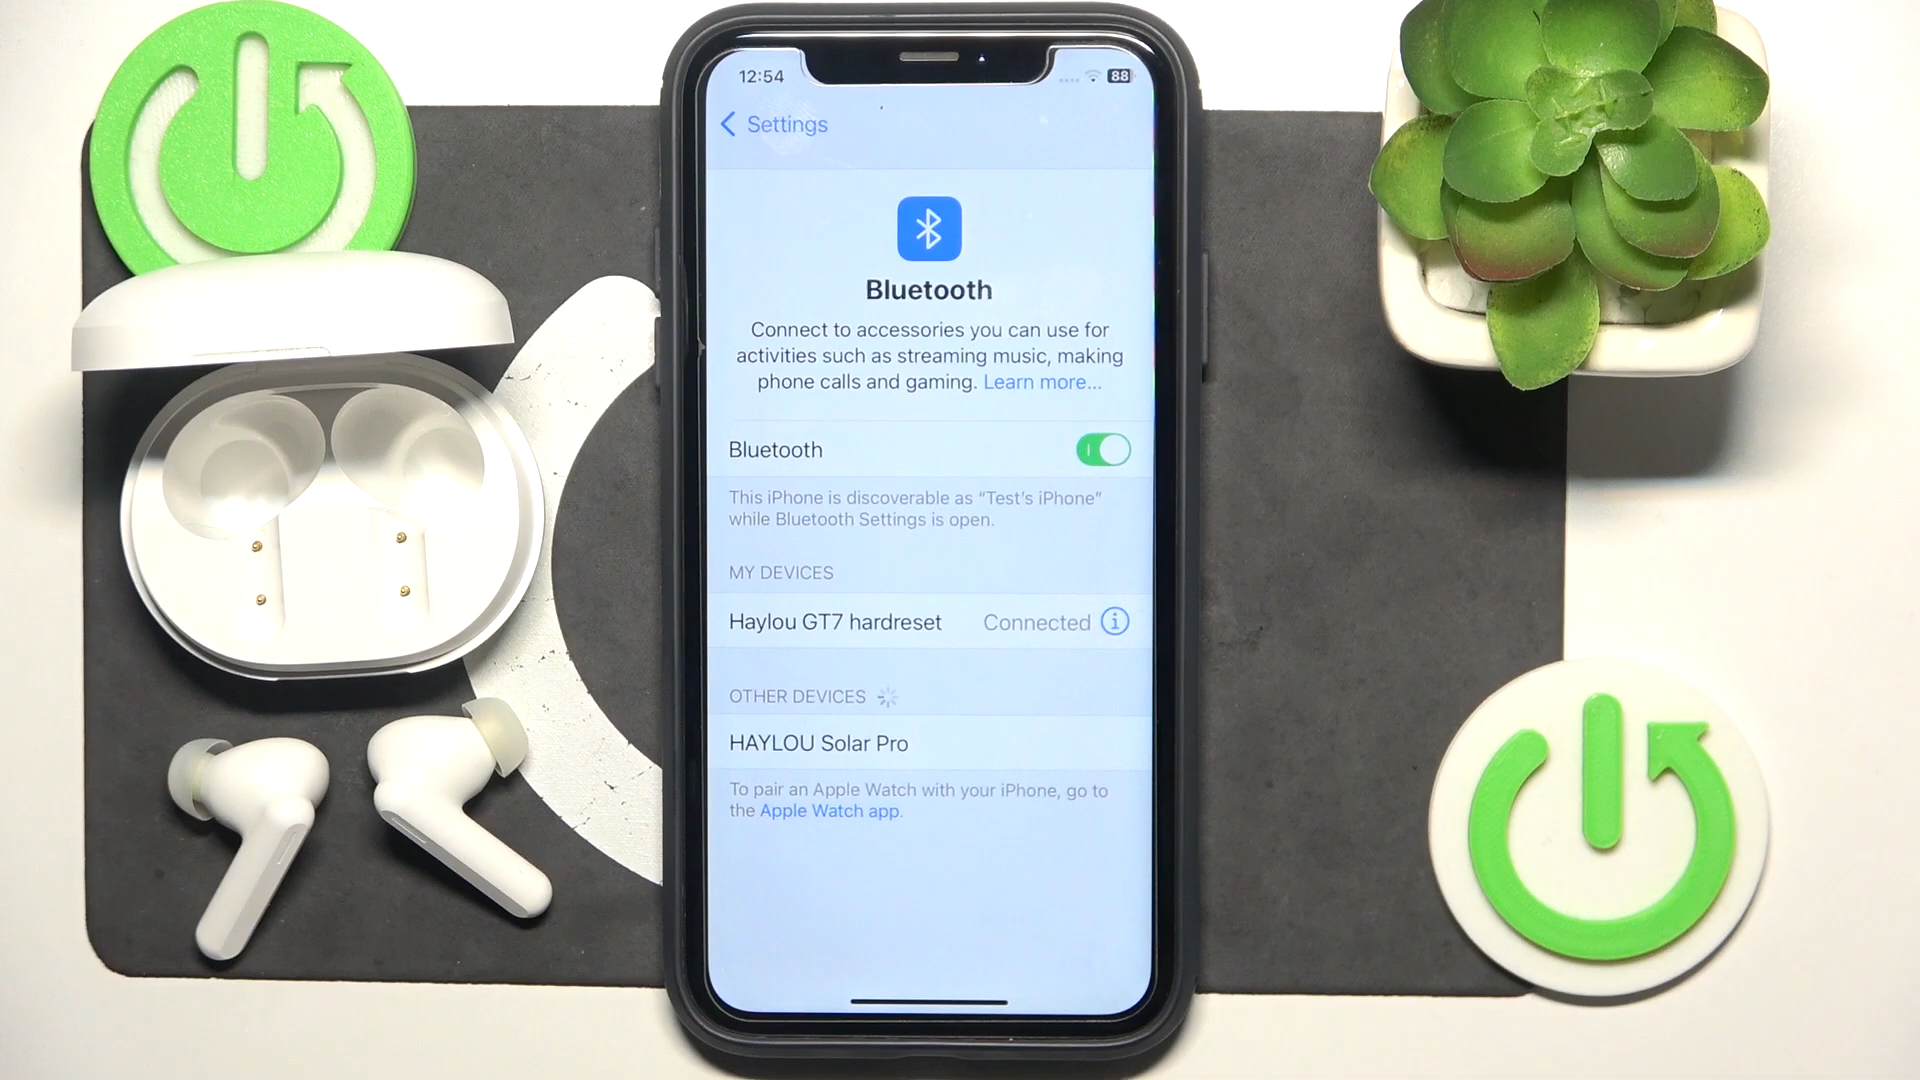 12:54
88
Settings
Bluetooth
Connect to accessories you can use for
activities such as streaming music, making
phone calls and gaming. Learn more...
Bluetooth
This iPhone is discoverable as “Test’s iPhone”
while Bluetooth Settings is open.
MY DEVICES
Haylou GT7 hardreset Connected
OTHER DEVICES
HAYLOU Solar Pro
To pair an Apple Watch with your iPhone, go to
the Apple Watch app.